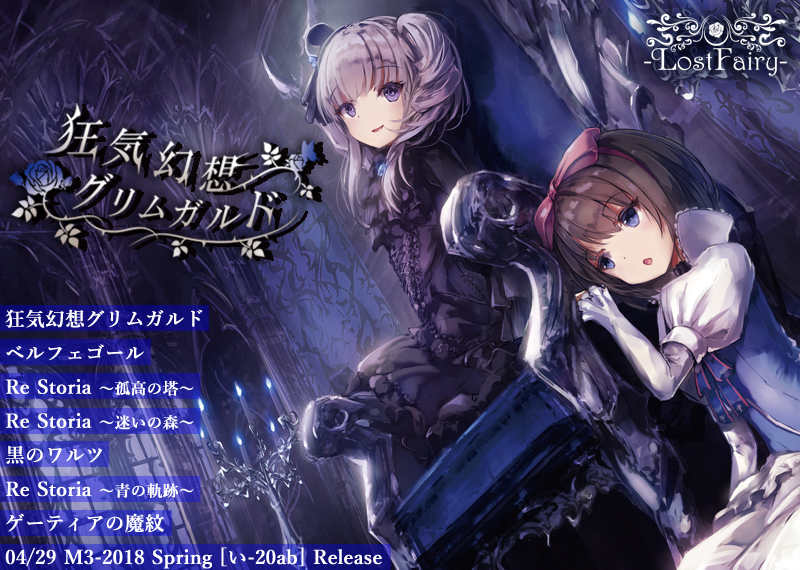 -LostFairy-
狂気幻想
グリムガルド
狂気幻想グリムガルド
ベルフェゴール
Re Storia ～孤高の塔～
Re Storia ～迷いの森～
黒のワルツ
Re Storia ～青の軌跡～
ゲーティアの魔紋
04/29 M3-2018 Spring [い-20ab] Release